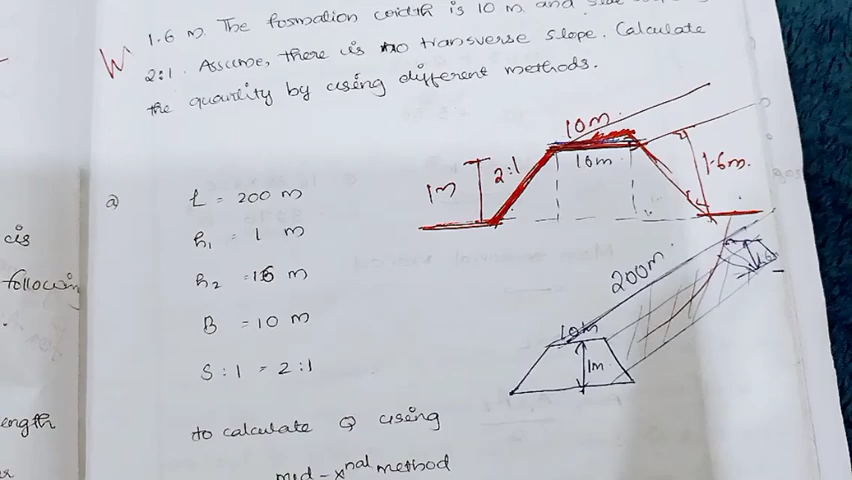 1.6 m. The formation width is 10 m and side
2:1. Assume, there is no transverse slope. Calculate
the quantity by using different methods.
10m.
1m
2:1
10m.
1.6m.
a)
L = 200 m
h₁ = 1 m
is
following
h₂ = 1.6 m
200m.
B = 10 m
10m
1m.
S:1 = 2:1
ength
to calculate Q using
mid-xⁿᵃˡ method